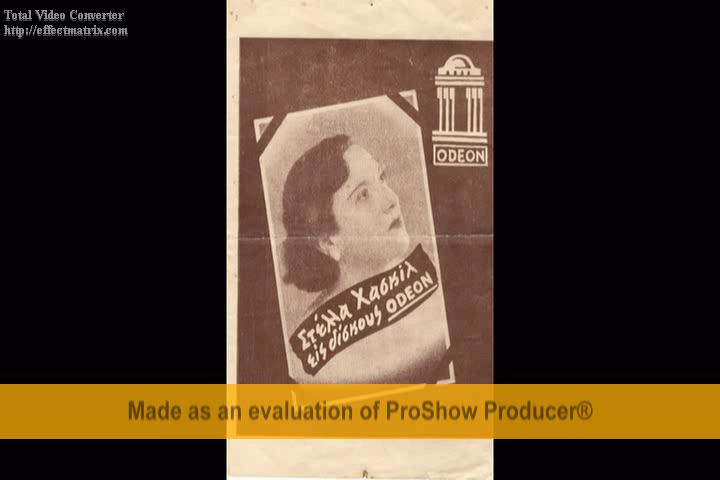 Total Video Converter
http://effectmatrix.com
ODEON
Στέλλα Χασκίλ
εἰς δίσκους ODEON
Made as an evaluation of ProShow Producer®